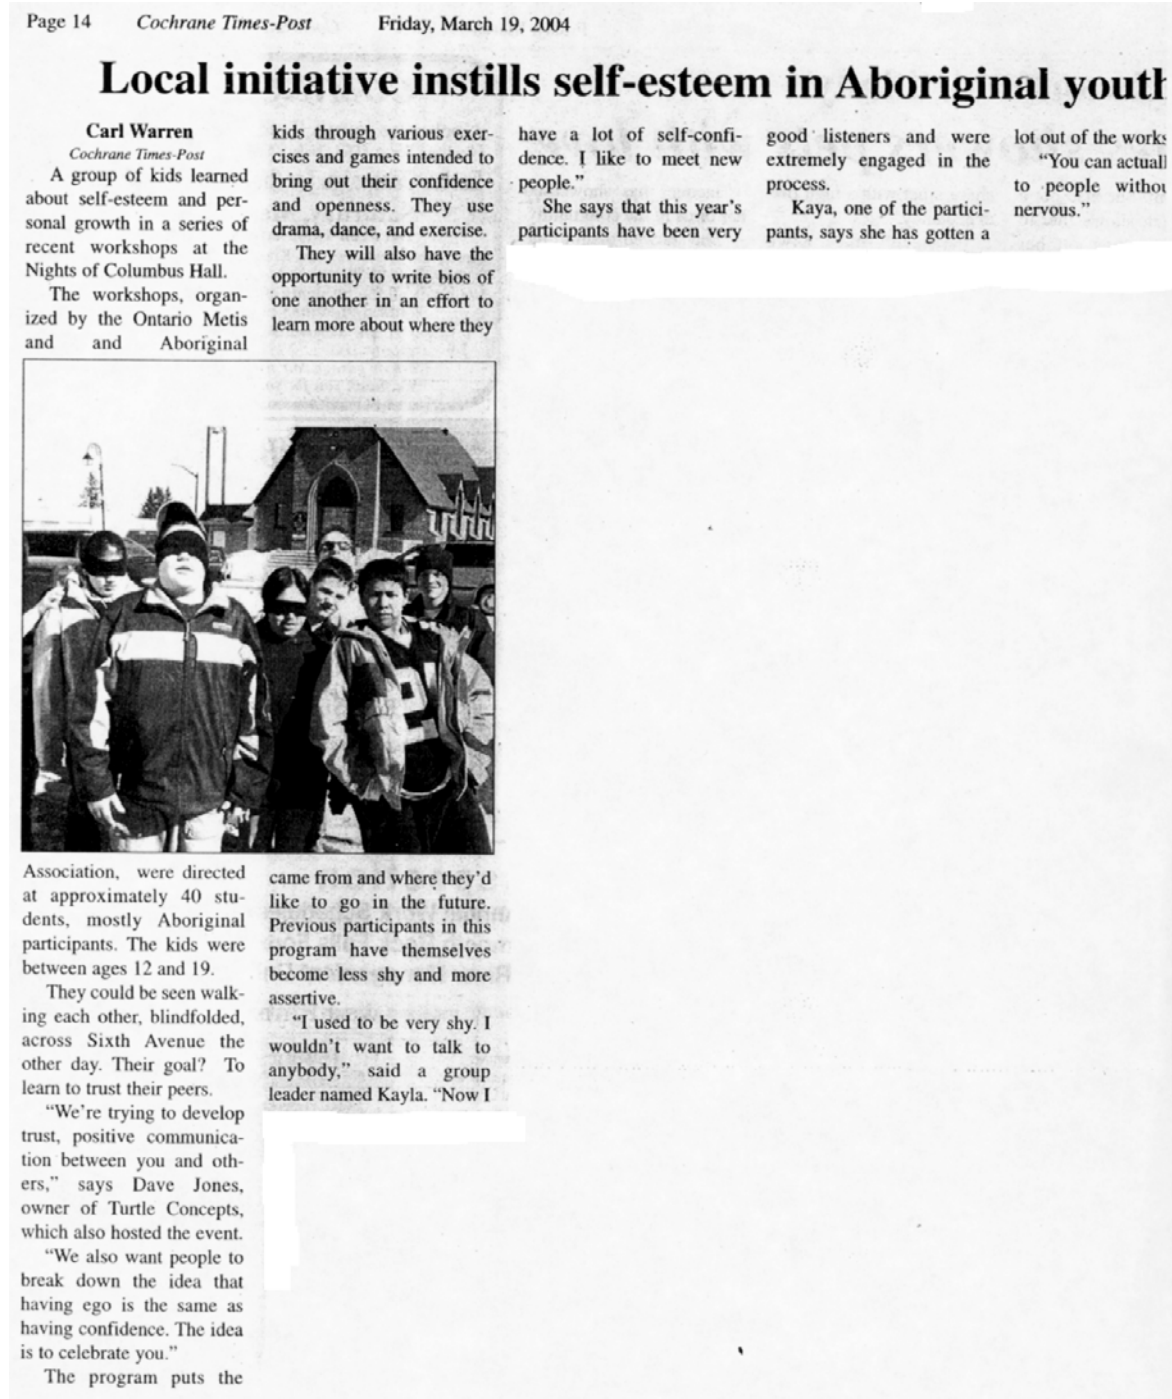 Page 14 Cochrane Times-Post Friday, March 19, 2004
Local initiative instills self-esteem in Aboriginal
Carl Warren
Cochrane Times-Post
A group of kids learned
about self-esteem and per-
sonal growth in a series of
recent workshops at the
Nights of Columbus Hall.
The workshops, organ-
ized by the Ontario Metis
and and Aboriginal
Association, were directed
at approximately 40 stu-
dents, mostly Aboriginal
participants. The kids were
between ages 12 and 19.
They could be seen walk-
ing each other, blindfolded,
across Sixth Avenue the
other day. Their goal? To
learn to trust their peers.
“We're trying to develop
trust, positive communica-
tion between you and oth-
ers,” says Dave Jones,
owner of Turtle Concepts,
which also hosted the event.
“We also want people to
break down the idea that
having ego is the same as
having confidence. The idea
is to celebrate you.”
The program puts the
kids through various exer-
cises and games intended to
bring out their confidence
and openness. They use
drama, dance, and exercise.
They will also have the
opportunity to write bios of
one another in an effort to
learn more about where they
came from and where they'd
like to go in the future.
Previous participants in this
program have themselves
become less shy and more
assertive.
“I used to be very shy. I
wouldn't want to talk to
anybody,” said a group
leader named Kayla. “Now I
have a lot of self-confi-
dence. I like to meet new
people.”
She says that this year's
participants have been very
good listeners and were
extremely engaged in the
process.
Kaya, one of the partici-
pants, says she has gotten a
lot out of the
“You can
to people
nervous.”
2